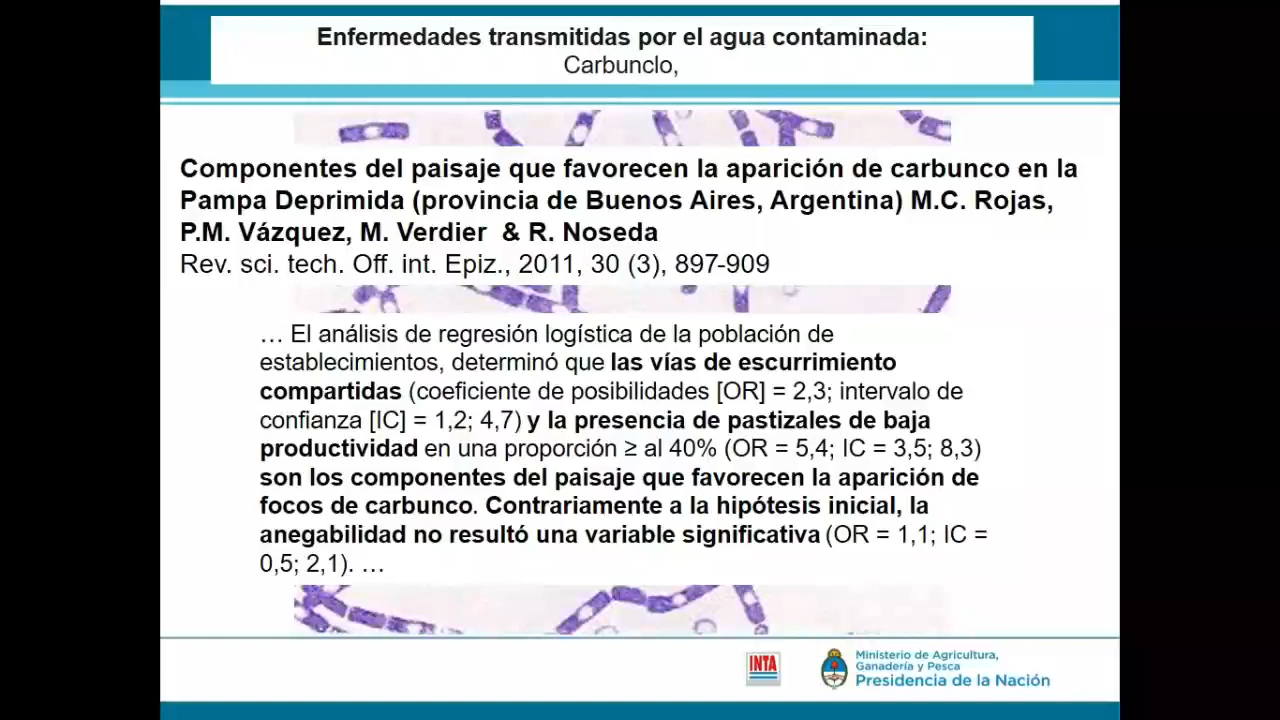 Enfermedades transmitidas por el agua contaminada:
Carbunclo,
Componentes del paisaje que favorecen la aparición de carbunco en la
Pampa Deprimida (provincia de Buenos Aires, Argentina) M.C. Rojas,
P.M. Vázquez, M. Verdier & R. Noseda
Rev. sci. tech. Off. int. Epiz., 2011, 30 (3), 897-909
… El análisis de regresión logística de la población de
establecimientos, determinó que las vías de escurrimiento
compartidas (coeficiente de posibilidades [OR] = 2,3; intervalo de
confianza [IC] = 1,2; 4,7) y la presencia de pastizales de baja
productividad en una proporción ≥ al 40% (OR = 5,4; IC = 3,5; 8,3)
son los componentes del paisaje que favorecen la aparición de
focos de carbunco. Contrariamente a la hipótesis inicial, la
anegabilidad no resultó una variable significativa (OR = 1,1; IC =
0,5; 2,1). …
INTA
Ministerio de Agricultura,
Ganadería y Pesca
Presidencia de la Nación